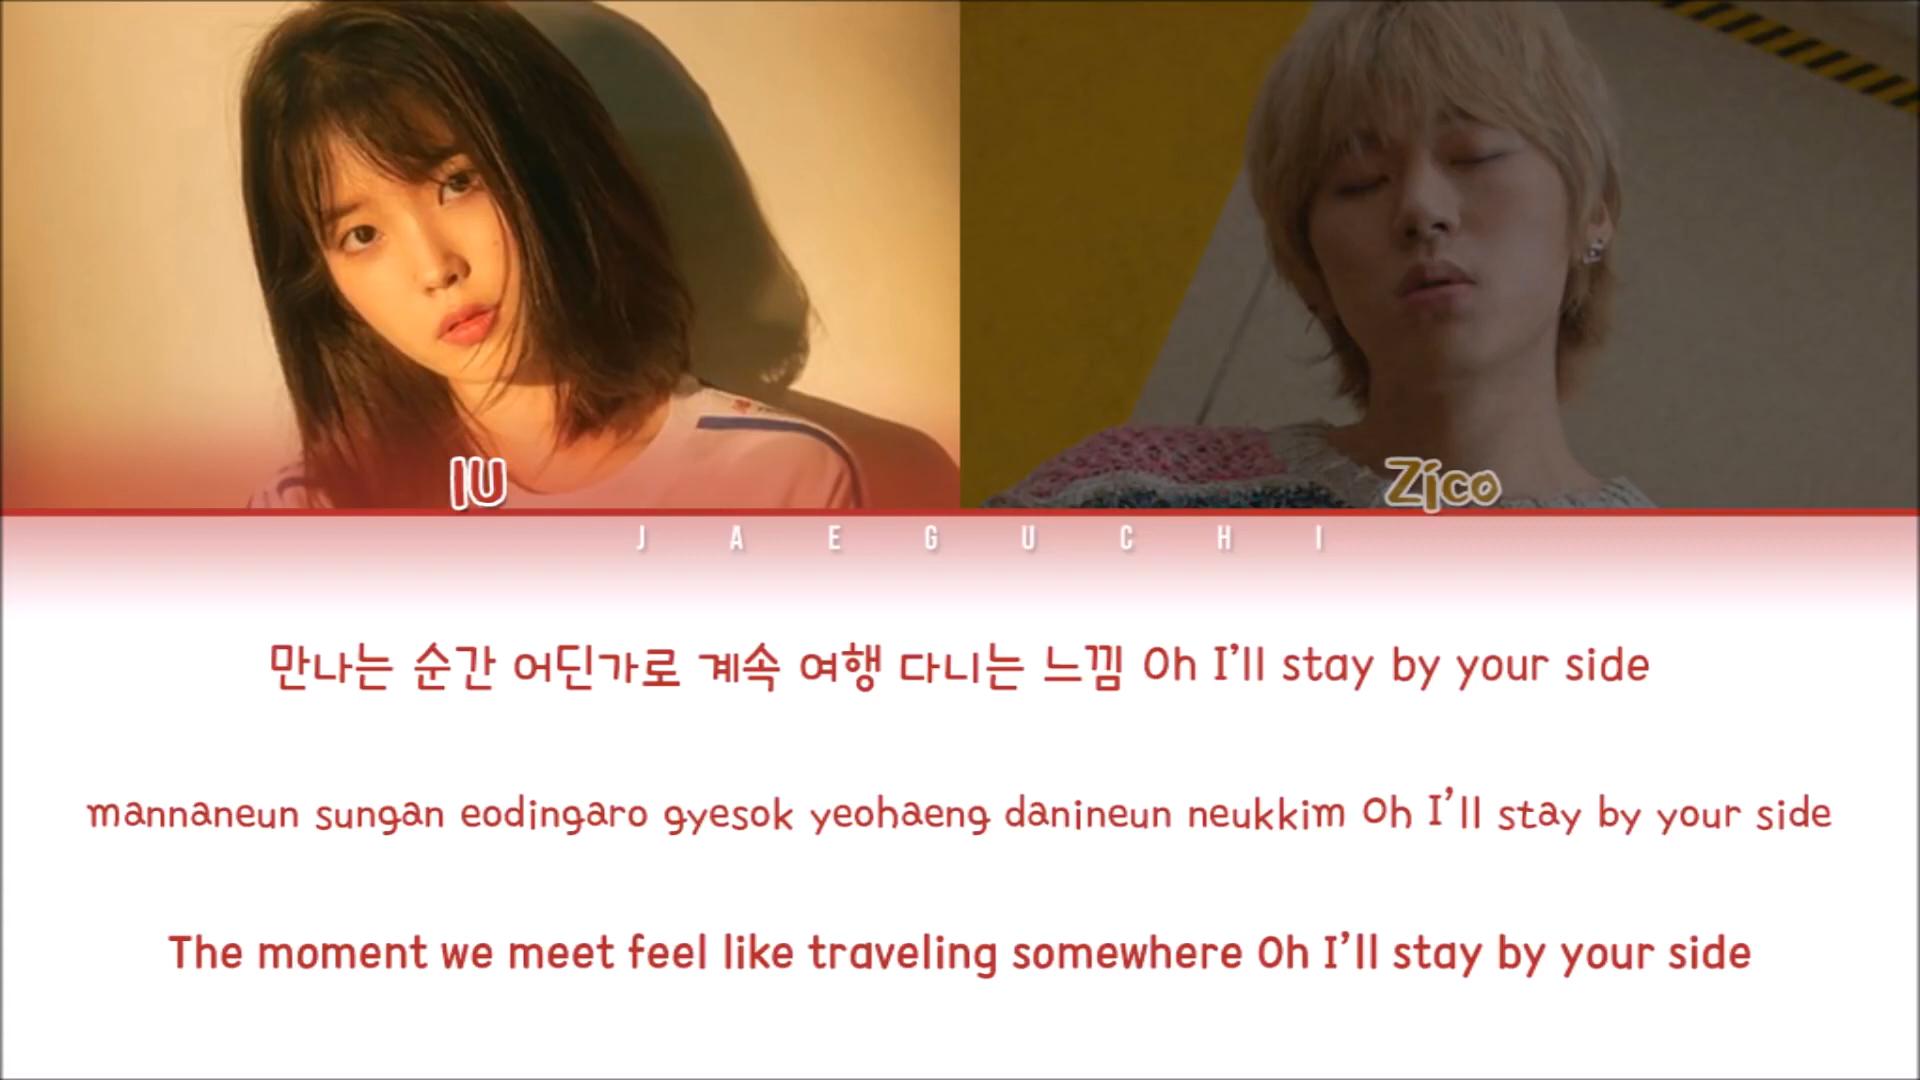 IU
Zico
JAEGUCHI
만나는 순간 어딘가로 계속 여행 다니는 느낌 Oh I’ll stay by your side
mannaneun sungan eodingaro gyesok yeohaeng danineun neukkim Oh I’ll stay by your side
The moment we meet feel like traveling somewhere Oh I’ll stay by your side